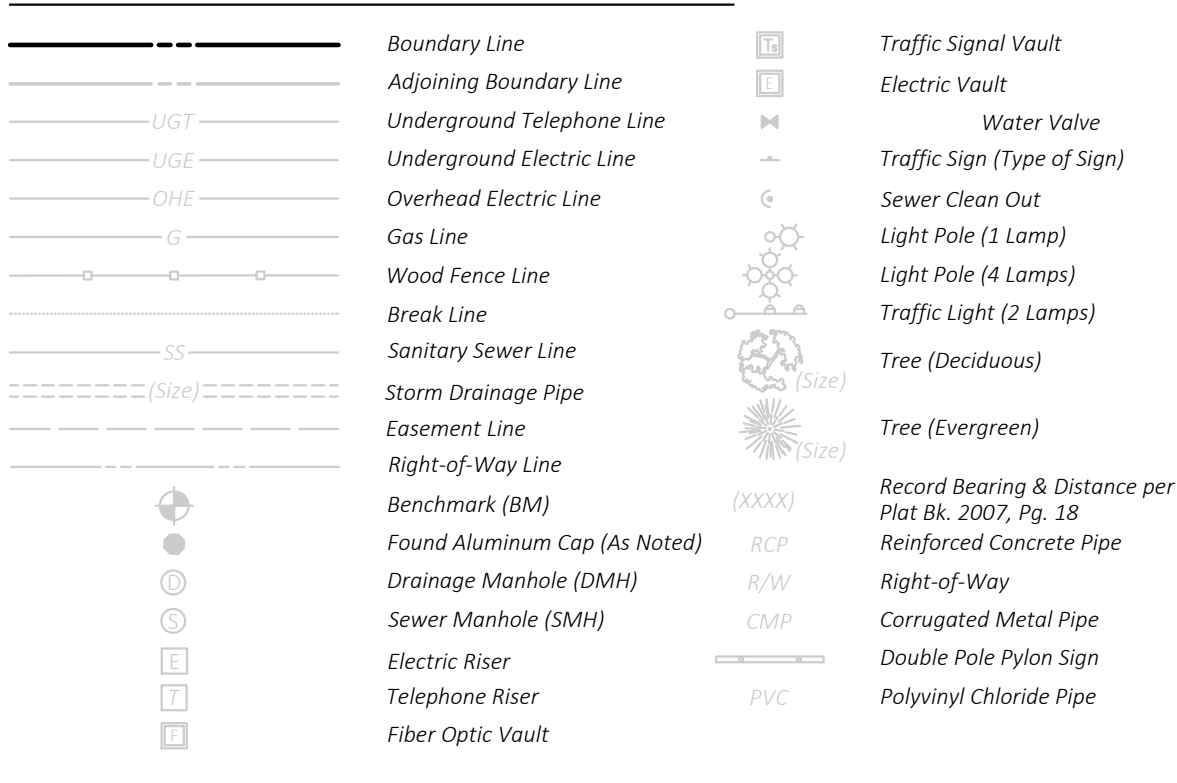 Boundary Line
Adjoining Boundary Line
UGT Underground Telephone Line
UGE Underground Electric Line
OHE Overhead Electric Line
G Gas Line
Wood Fence Line
Break Line
SS Sanitary Sewer Line
(Size) Storm Drainage Pipe
Easement Line
Right-of-Way Line
Benchmark (BM)
Found Aluminum Cap (As Noted)
D Drainage Manhole (DMH)
S Sewer Manhole (SMH)
E Electric Riser
T Telephone Riser
F Fiber Optic Vault
Ts Traffic Signal Vault
E Electric Vault
Water Valve
Traffic Sign (Type of Sign)
Sewer Clean Out
Light Pole (1 Lamp)
Light Pole (4 Lamps)
Traffic Light (2 Lamps)
Tree (Deciduous)
(Size)
Tree (Evergreen)
(Size)
(XXXX) Record Bearing & Distance per
Plat Bk. 2007, Pg. 18
RCP Reinforced Concrete Pipe
R/W Right-of-Way
CMP Corrugated Metal Pipe
Double Pole Pylon Sign
PVC Polyvinyl Chloride Pipe